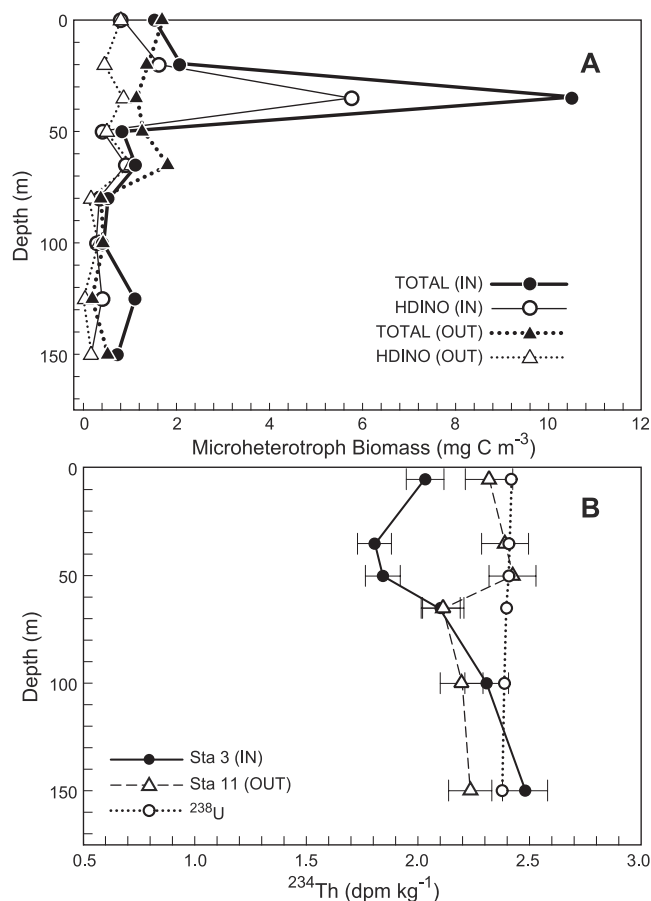 0
50
100
150
Depth (m)
A
TOTAL (IN)
HDINO (IN)
TOTAL (OUT)
HDINO (OUT)
0 2 4 6 8 10 12
Microheterotroph Biomass (mg C m⁻³)
0
50
100
150
Depth (m)
B
Sta 3 (IN)
Sta 11 (OUT)
²³⁸U
0.5 1.0 1.5 2.0 2.5 3.0
²³⁴Th (dpm kg⁻¹)